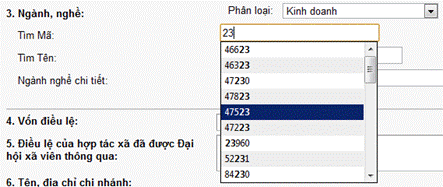 3. Ngành, nghề: Phân loại: Kinh doanh
Tìm Mã: 23
46623
Tìm Tên: 46323
47230
Ngành nghề chi tiết: 47823
47523
4. Vốn điều lệ: 47223
5. Điều lệ của hợp tác xã đã được Đại 23960
hội xã viên thông qua: 52231
84230
6. Tên, địa chỉ chi nhánh: